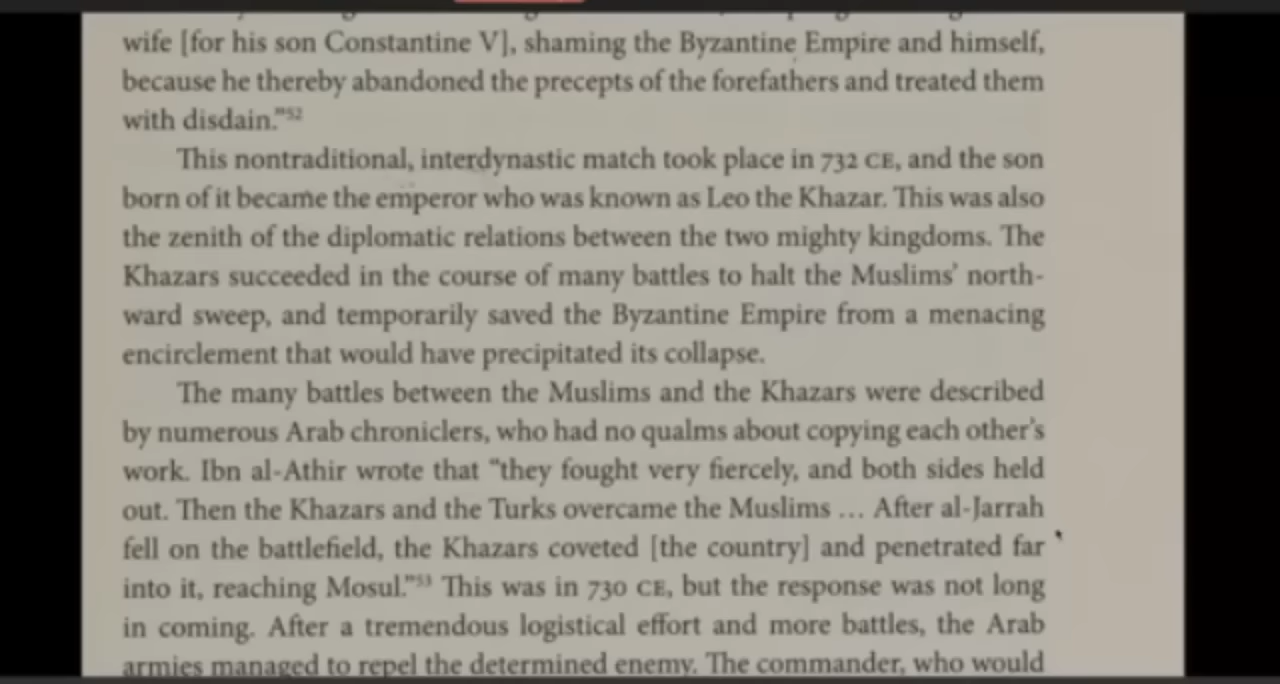 wife [for his son Constantine V], shaming the Byzantine Empire and himself,
because he thereby abandoned the precepts of the forefathers and treated them
with disdain.”⁵²
This nontraditional, interdynastic match took place in 732 CE, and the son
born of it became the emperor who was known as Leo the Khazar. This was also
the zenith of the diplomatic relations between the two mighty kingdoms. The
Khazars succeeded in the course of many battles to halt the Muslims’ north-
ward sweep, and temporarily saved the Byzantine Empire from a menacing
encirclement that would have precipitated its collapse.
The many battles between the Muslims and the Khazars were described
by numerous Arab chroniclers, who had no qualms about copying each other’s
work. Ibn al-Athir wrote that “they fought very fiercely, and both sides held
out. Then the Khazars and the Turks overcame the Muslims … After al-Jarrah
fell on the battlefield, the Khazars coveted [the country] and penetrated far
into it, reaching Mosul.”⁵³ This was in 730 CE, but the response was not long
in coming. After a tremendous logistical effort and more battles, the Arab
armies managed to repel the determined enemy. The commander, who would